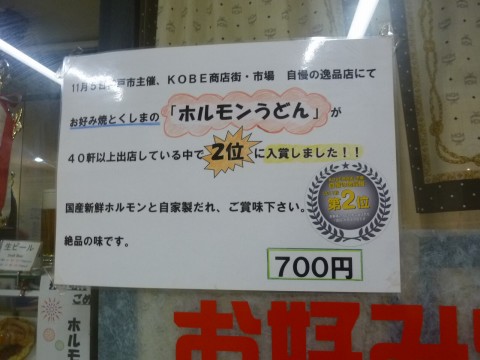 11月5日神戸市主催、KOBE商店街・市場　自慢の逸品店にて
お好み焼とくしまの「ホルモンうどん」が
40軒以上出店している中で2位に入賞しました！！
国産新鮮ホルモンと自家製だれ、ご賞味下さい。
絶品の味です。
第2位
700円
生ビール
ホルモ
お好み